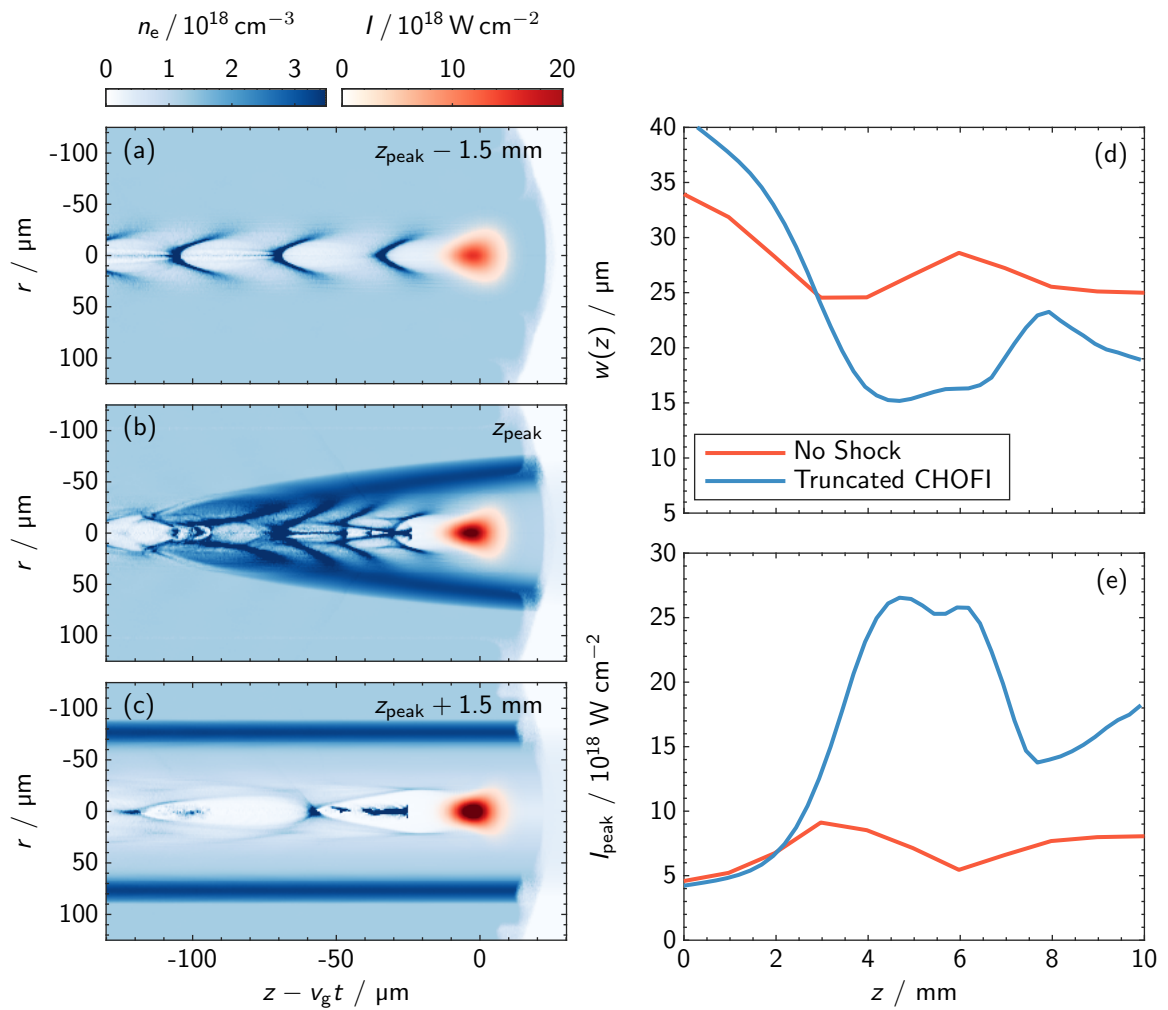 n_e / 10^18 cm^−3
I / 10^18 W cm^−2
0 1 2 3
0 10 20
(a) z_peak − 1.5 mm
-100
-50
0
50
100
r / µm
(b) z_peak
-100
-50
0
50
100
r / µm
(c) z_peak + 1.5 mm
-100
-50
0
50
100
r / µm
-100 -50 0
z − v_g t / µm
(d)
40
35
30
25
20
15
10
5
w(z) / µm
No Shock
Truncated CHOFI
(e)
30
25
20
15
10
5
0
I_peak / 10^18 W cm^−2
0 2 4 6 8 10
z / mm